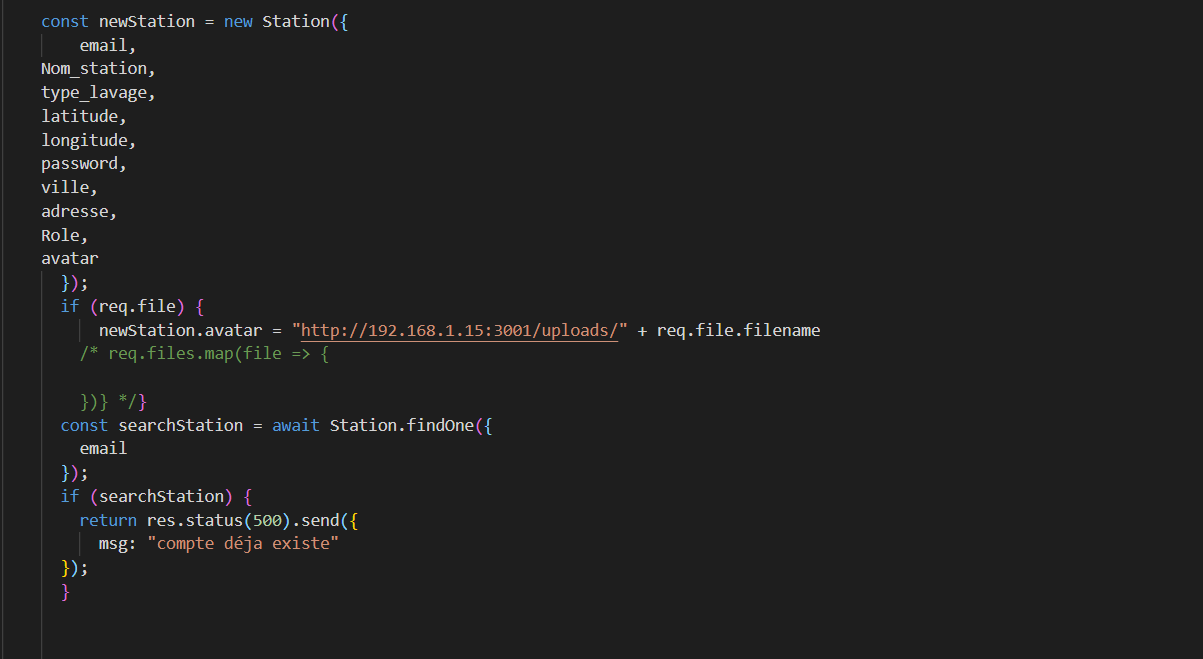 const newStation = new Station({
email,
Nom_station,
type_lavage,
latitude,
longitude,
password,
ville,
adresse,
Role,
avatar
});
if (req.file) {
newStation.avatar = "http://192.168.1.15:3001/uploads/" + req.file.filename
/* req.files.map(file => {
})} */}
const searchStation = await Station.findOne({
email
});
if (searchStation) {
return res.status(500).send({
msg: "compte déja existe"
});
}